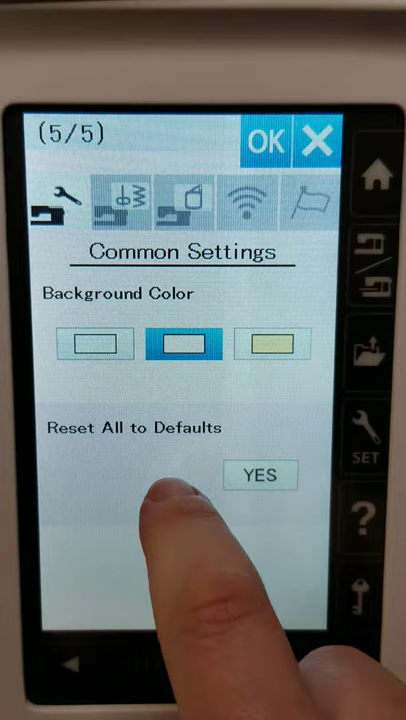 (5/5)
OK
Common Settings
Background Color
Reset All to Defaults
YES
SET
?